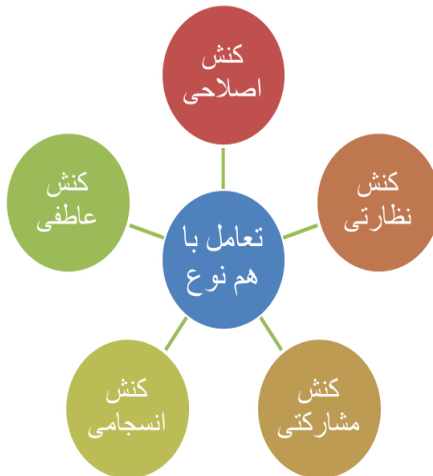 کنش
اصلاحی
کنش
نظارتی
کنش
مشارکتی
کنش
انسجامی
کنش
عاطفی
تعامل با
هم نوع